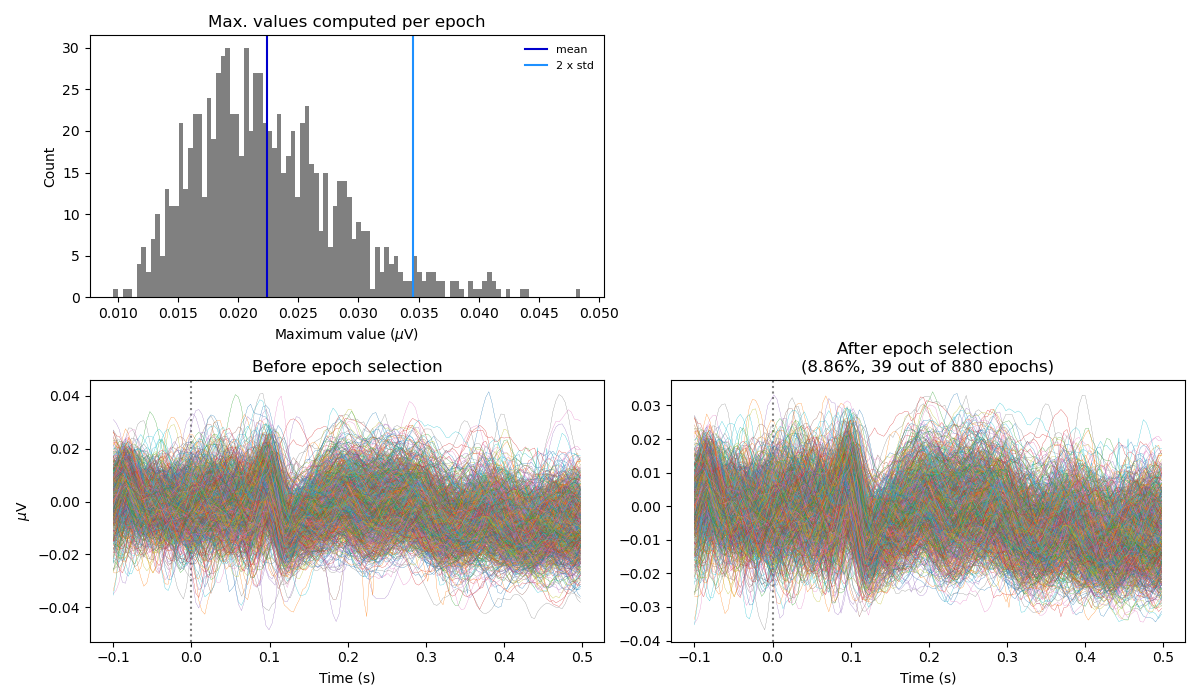 Max. values computed per epoch
Count
30
25
20
15
10
5
0
mean
2 x std
0.010 0.015 0.020 0.025 0.030 0.035 0.040 0.045 0.050
Maximum value (μV)
Before epoch selection
μV
0.04
0.02
0.00
−0.02
−0.04
−0.1 0.0 0.1 0.2 0.3 0.4 0.5
Time (s)
After epoch selection
(8.86%, 39 out of 880 epochs)
0.03
0.02
0.01
0.00
−0.01
−0.02
−0.03
−0.04
−0.1 0.0 0.1 0.2 0.3 0.4 0.5
Time (s)